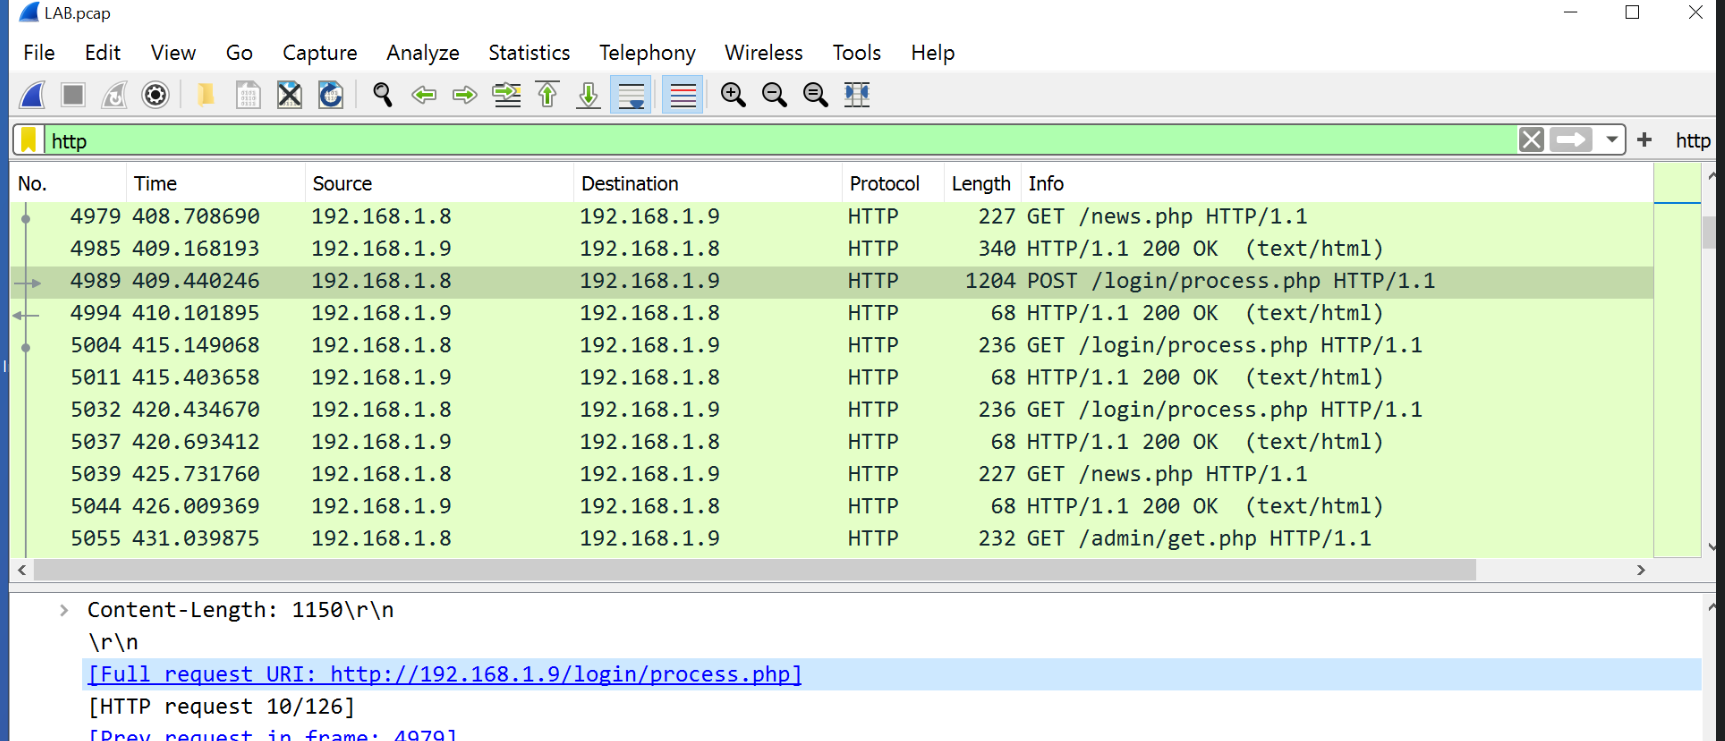 LAB.pcap
File Edit View Go Capture Analyze Statistics Telephony Wireless Tools Help
http http
No. Time Source Destination Protocol Length Info
4979 408.708690 192.168.1.8 192.168.1.9 HTTP 227 GET /news.php HTTP/1.1
4985 409.168193 192.168.1.9 192.168.1.8 HTTP 340 HTTP/1.1 200 OK (text/html)
4989 409.440246 192.168.1.8 192.168.1.9 HTTP 1204 POST /login/process.php HTTP/1.1
4994 410.101895 192.168.1.9 192.168.1.8 HTTP 68 HTTP/1.1 200 OK (text/html)
5004 415.149068 192.168.1.8 192.168.1.9 HTTP 236 GET /login/process.php HTTP/1.1
5011 415.403658 192.168.1.9 192.168.1.8 HTTP 68 HTTP/1.1 200 OK (text/html)
5032 420.434670 192.168.1.8 192.168.1.9 HTTP 236 GET /login/process.php HTTP/1.1
5037 420.693412 192.168.1.9 192.168.1.8 HTTP 68 HTTP/1.1 200 OK (text/html)
5039 425.731760 192.168.1.8 192.168.1.9 HTTP 227 GET /news.php HTTP/1.1
5044 426.009369 192.168.1.9 192.168.1.8 HTTP 68 HTTP/1.1 200 OK (text/html)
5055 431.039875 192.168.1.8 192.168.1.9 HTTP 232 GET /admin/get.php HTTP/1.1
Content-Length: 1150\r\n
\r\n
[Full request URI: http://192.168.1.9/login/process.php]
[HTTP request 10/126]
[Prev request in frame: 4979]